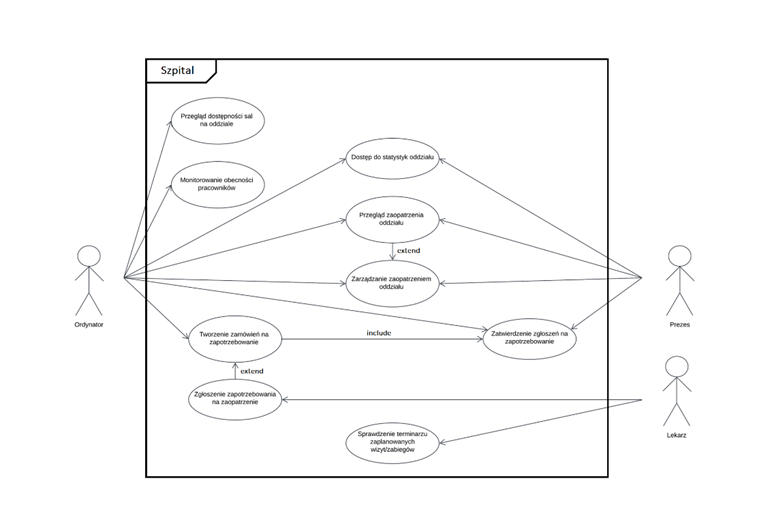 Szpital
Przegląd dostępności sal
na oddziale
Monitorowanie obecności
pracowników
Dostęp do statystyk oddziału
Przegląd zaopatrzenia
oddziału
extend
Zarządzanie zaopatrzeniem
oddziału
Ordynator
Prezes
Tworzenie zamówień na
zapotrzebowanie
include
Zatwierdzenie zgłoszeń na
zapotrzebowanie
extend
Zgłoszenie zapotrzebowania
na zaopatrzenie
Lekarz
Sprawdzenie terminarzu
zaplanowanych
wizyt/zabiegów